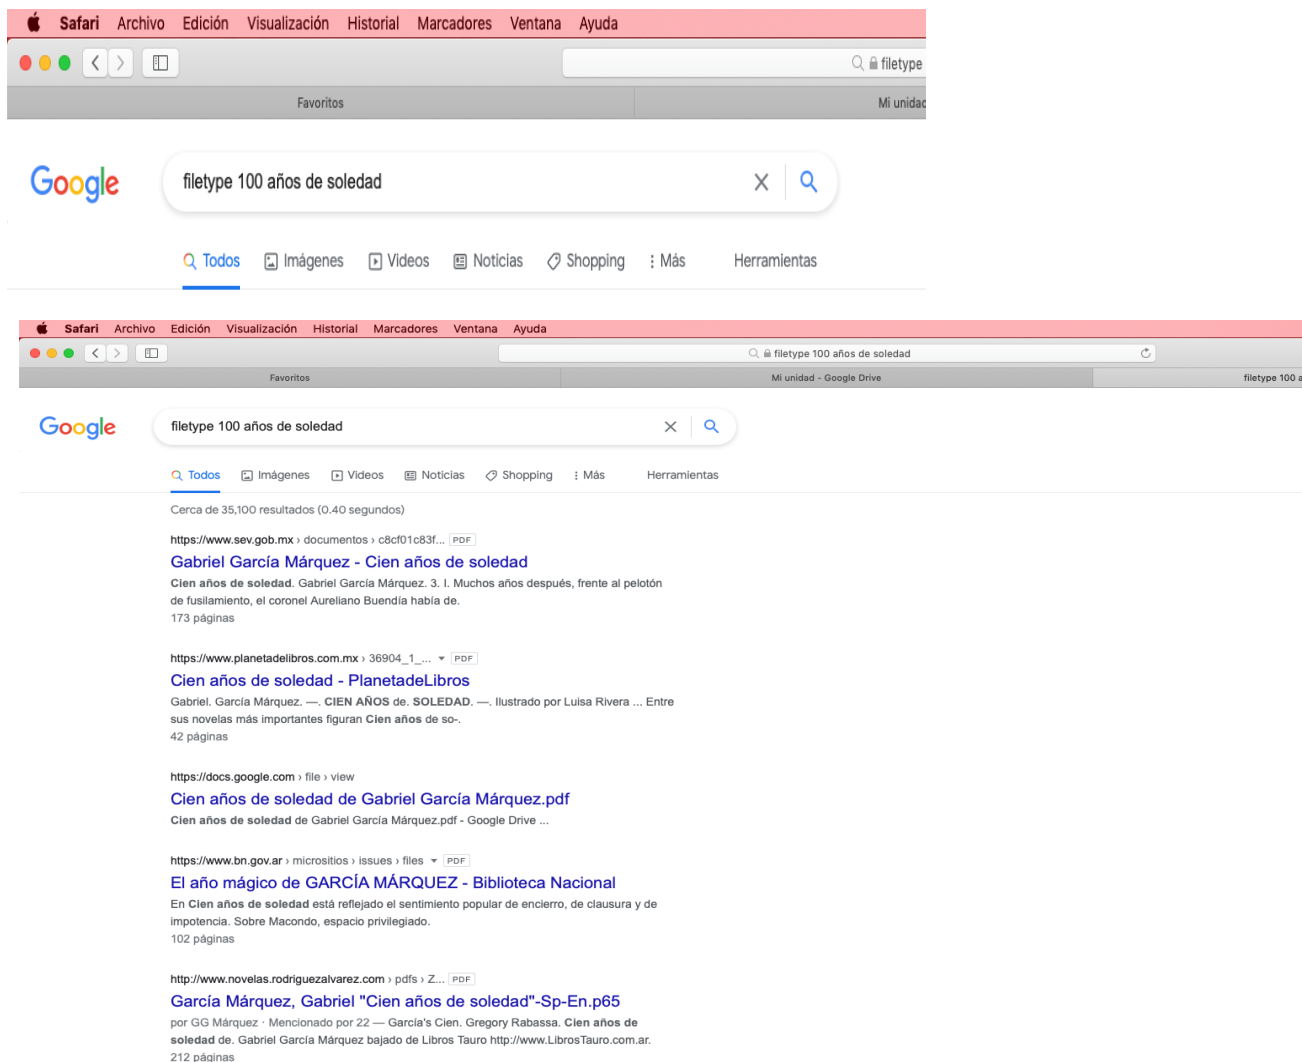 Safari Archivo Edición Visualización Historial Marcadores Ventana Ayuda
filetype
Favoritos Mi unidad
Google filetype 100 años de soledad
Todos Imágenes Videos Noticias Shopping Más Herramientas
Safari Archivo Edición Visualización Historial Marcadores Ventana Ayuda
filetype 100 años de soledad
Favoritos Mi unidad - Google Drive filetype 100 a
Google filetype 100 años de soledad
Todos Imágenes Videos Noticias Shopping Más Herramientas
Cerca de 35,100 resultados (0.40 segundos)
https://www.sev.gob.mx › documentos › c8cf01c83f... PDF
Gabriel García Márquez - Cien años de soledad
Cien años de soledad. Gabriel García Márquez. 3. I. Muchos años después, frente al pelotón
de fusilamiento, el coronel Aureliano Buendía había de.
173 páginas
https://www.planetadelibros.com.mx › 36904_1_... PDF
Cien años de soledad - PlanetadeLibros
Gabriel. García Márquez. —. CIEN AÑOS de. SOLEDAD. —. Ilustrado por Luisa Rivera ... Entre
sus novelas más importantes figuran Cien años de so-.
42 páginas
https://docs.google.com › file › view
Cien años de soledad de Gabriel García Márquez.pdf
Cien años de soledad de Gabriel García Márquez.pdf - Google Drive ...
https://www.bn.gov.ar › micrositios › issues › files PDF
El año mágico de GARCÍA MÁRQUEZ - Biblioteca Nacional
En Cien años de soledad está reflejado el sentimiento popular de encierro, de clausura y de
impotencia. Sobre Macondo, espacio privilegiado.
102 páginas
http://www.novelas.rodriguezalvarez.com › pdfs › Z... PDF
García Márquez, Gabriel "Cien años de soledad"-Sp-En.p65
por GG Márquez · Mencionado por 22 — García's Cien. Gregory Rabassa. Cien años de
soledad de. Gabriel García Márquez bajado de Libros Tauro http://www.LibrosTauro.com.ar.
212 páginas